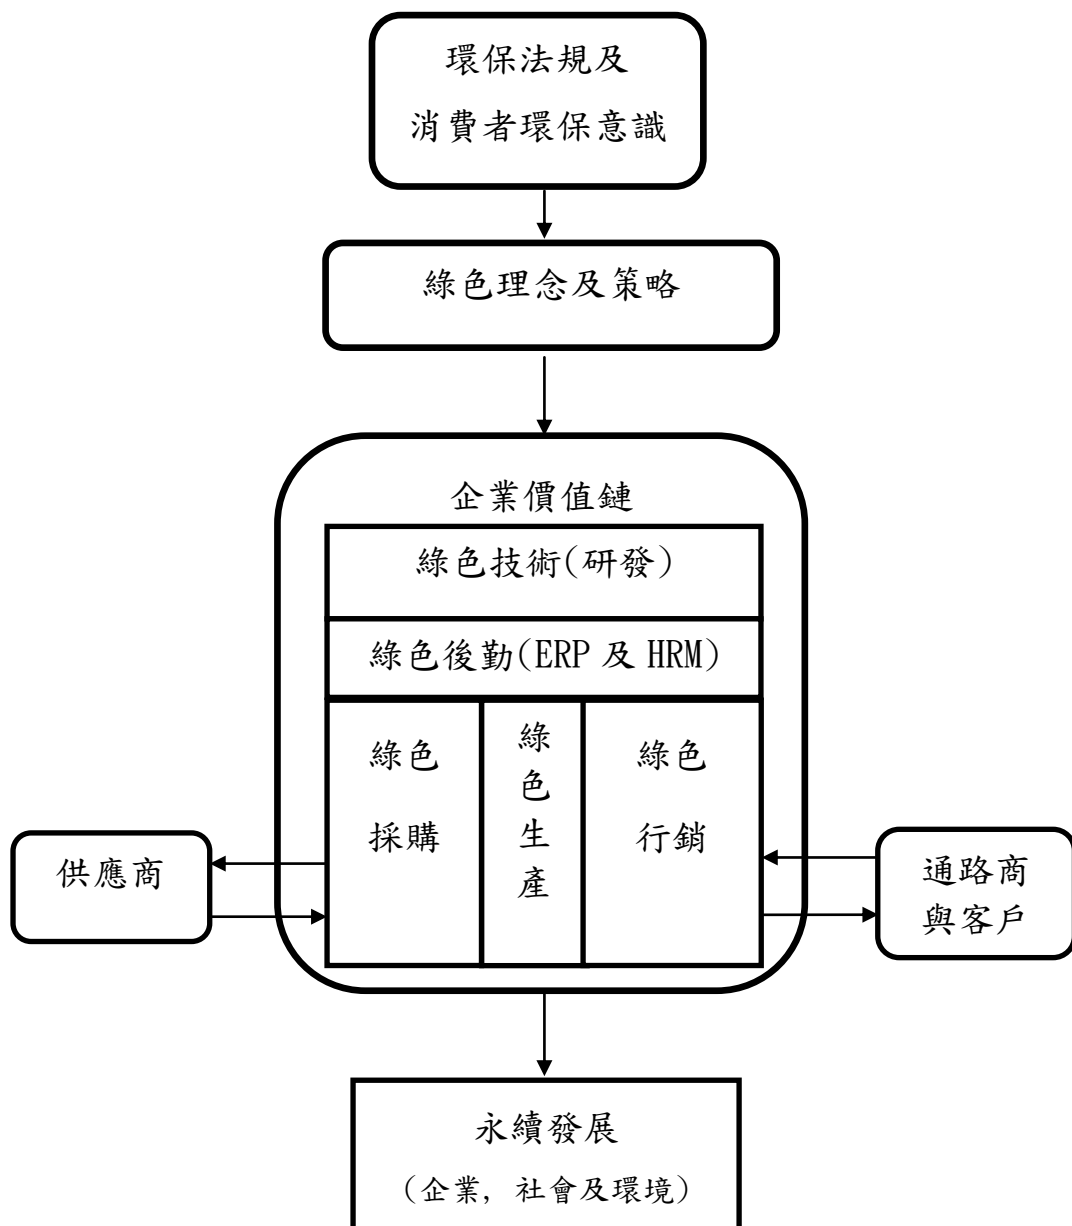 環保法規及
消費者環保意識
綠色理念及策略
企業價值鏈
綠色技術(研發)
綠色後勤(ERP 及 HRM)
綠色
採購
綠色生產
綠色
行銷
供應商
通路商
與客戶
永續發展
(企業, 社會及環境)